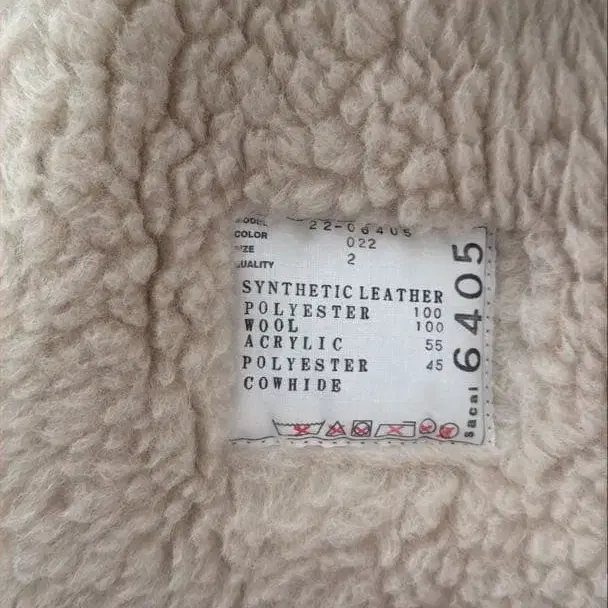 MODEL 22-06405
COLOR 022
SIZE 2
QUALITY
SYNTHETIC LEATHER
POLYESTER 100
WOOL 100
ACRYLIC 55
POLYESTER 45
COWHIDE
sacai 6405